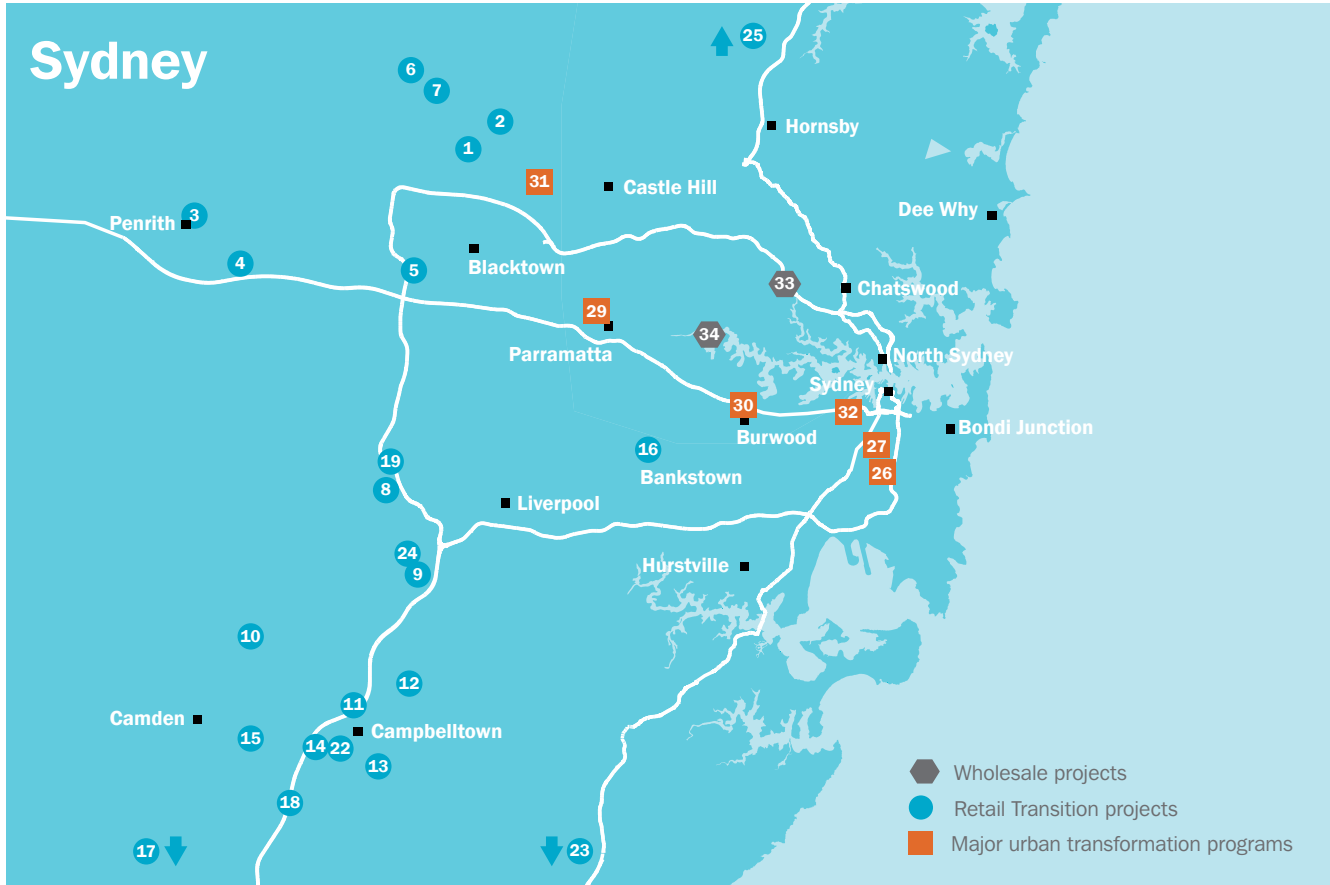 Sydney
25
6
7
2
Hornsby
1
31
Castle Hill
Dee Why
3
Penrith
4
5
Blacktown
33
Chatswood
29
34
Parramatta
North Sydney
Sydney
30
32
Burwood
Bondi Junction
27
16
26
Bankstown
19
8
Liverpool
24
9
Hurstville
10
12
11
Camden
Campbelltown
15
14
22
13
18
17
23
Wholesale projects
Retail Transition projects
Major urban transformation programs